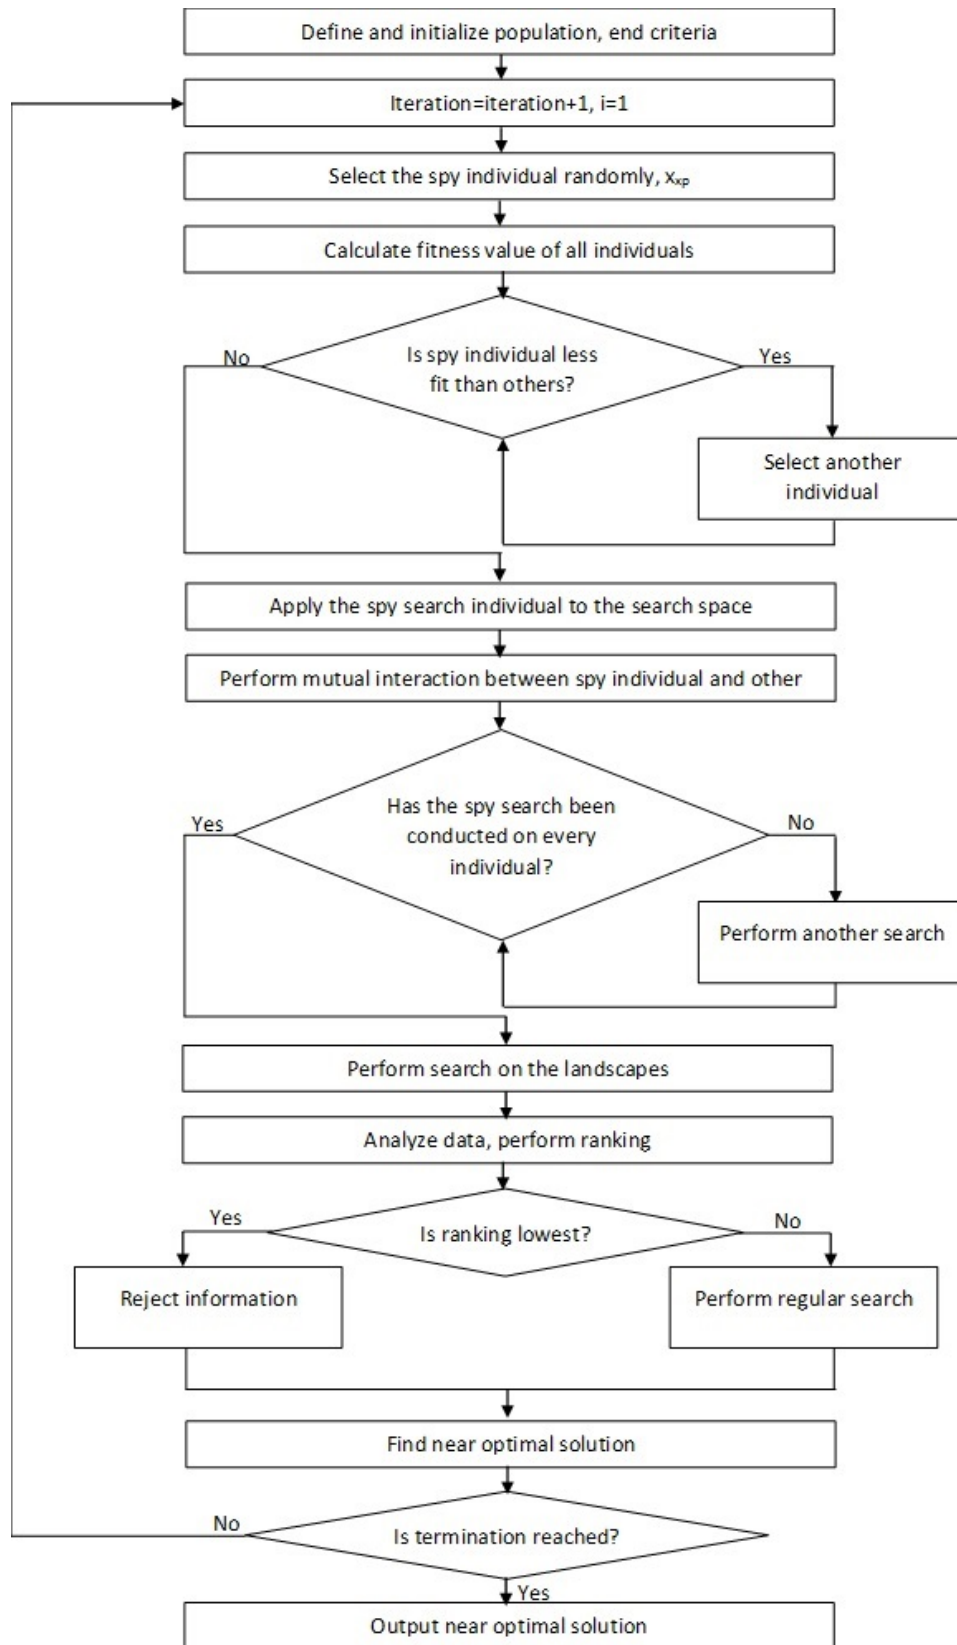 Define and initialize population, end criteria
Iteration=iteration+1, i=1
Select the spy individual randomly, xₓₚ
Calculate fitness value of all individuals
No
Is spy individual less
fit than others?
Yes
Select another
individual
Apply the spy search individual to the search space
Perform mutual interaction between spy individual and other
Yes
Has the spy search been
conducted on every
individual?
No
Perform another search
Perform search on the landscapes
Analyze data, perform ranking
Yes
Is ranking lowest?
No
Reject information
Perform regular search
Find near optimal solution
No
Is termination reached?
Yes
Output near optimal solution